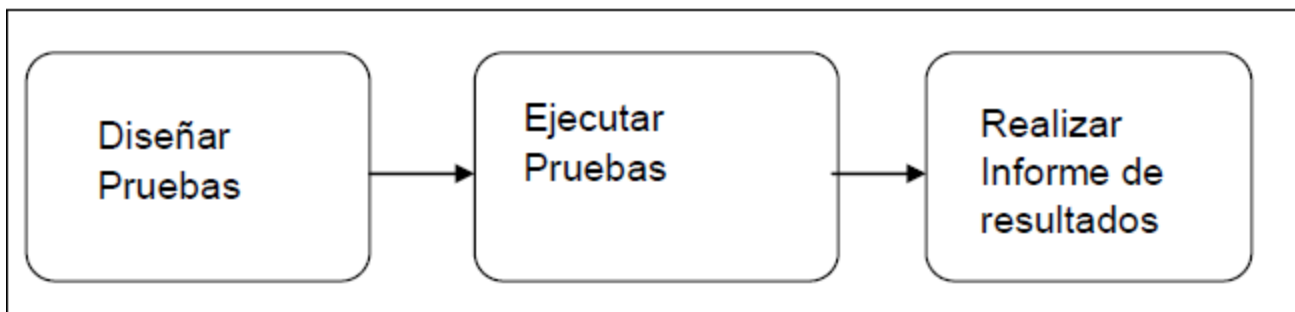 Diseñar
Pruebas
Ejecutar
Pruebas
Realizar
Informe de
resultados